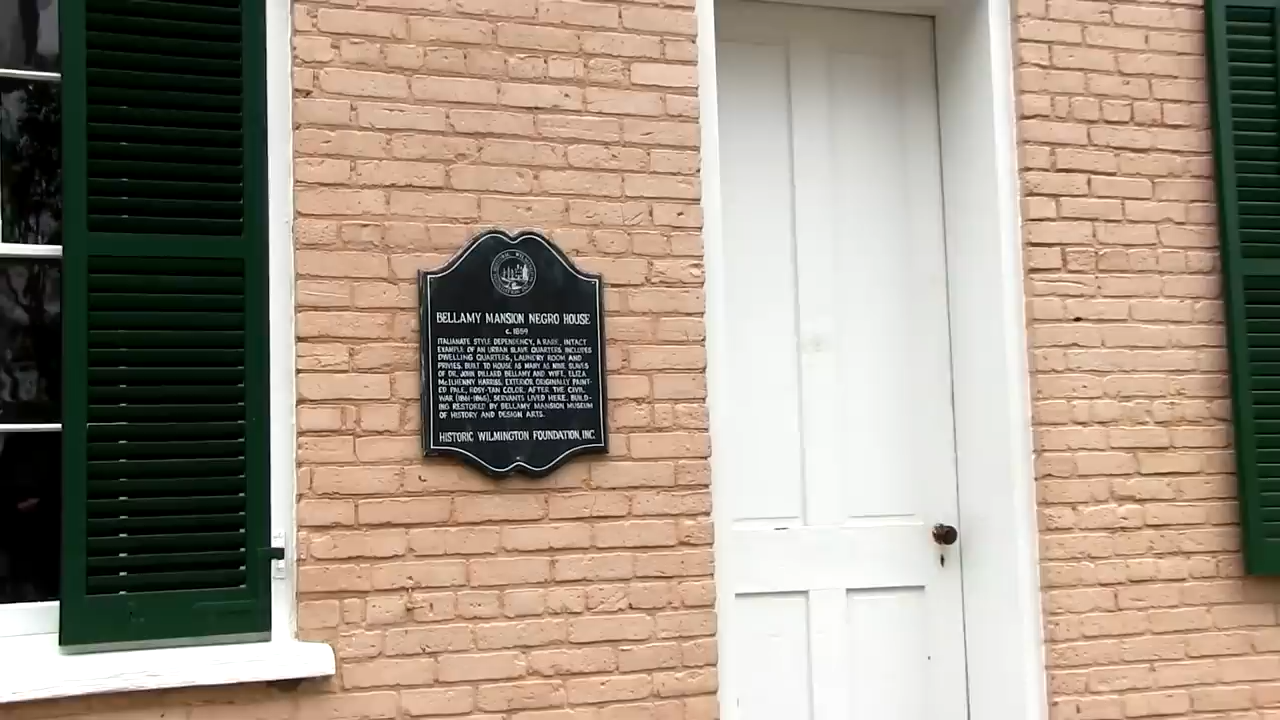 BELLAMY MANSION NEGRO HOUSE
c. 1859
ITALIANATE STYLE DEPENDENCY, A RARE, INTACT
EXAMPLE OF AN URBAN SLAVE QUARTERS. INCLUDES
DWELLING QUARTERS, LAUNDRY ROOM AND
PRIVIES. BUILT TO HOUSE AS MANY AS NINE SLAVES
OF DR. JOHN DILLARD BELLAMY AND WIFE, ELIZA
McILHENNY HARRISS. EXTERIOR ORIGINALLY PAINT-
ED PALE, ROSY-TAN COLOR. AFTER THE CIVIL
WAR (1861-1865), SERVANTS LIVED HERE. BUILD-
ING RESTORED BY BELLAMY MANSION MUSEUM
OF HISTORY AND DESIGN ARTS.
HISTORIC WILMINGTON FOUNDATION, INC.